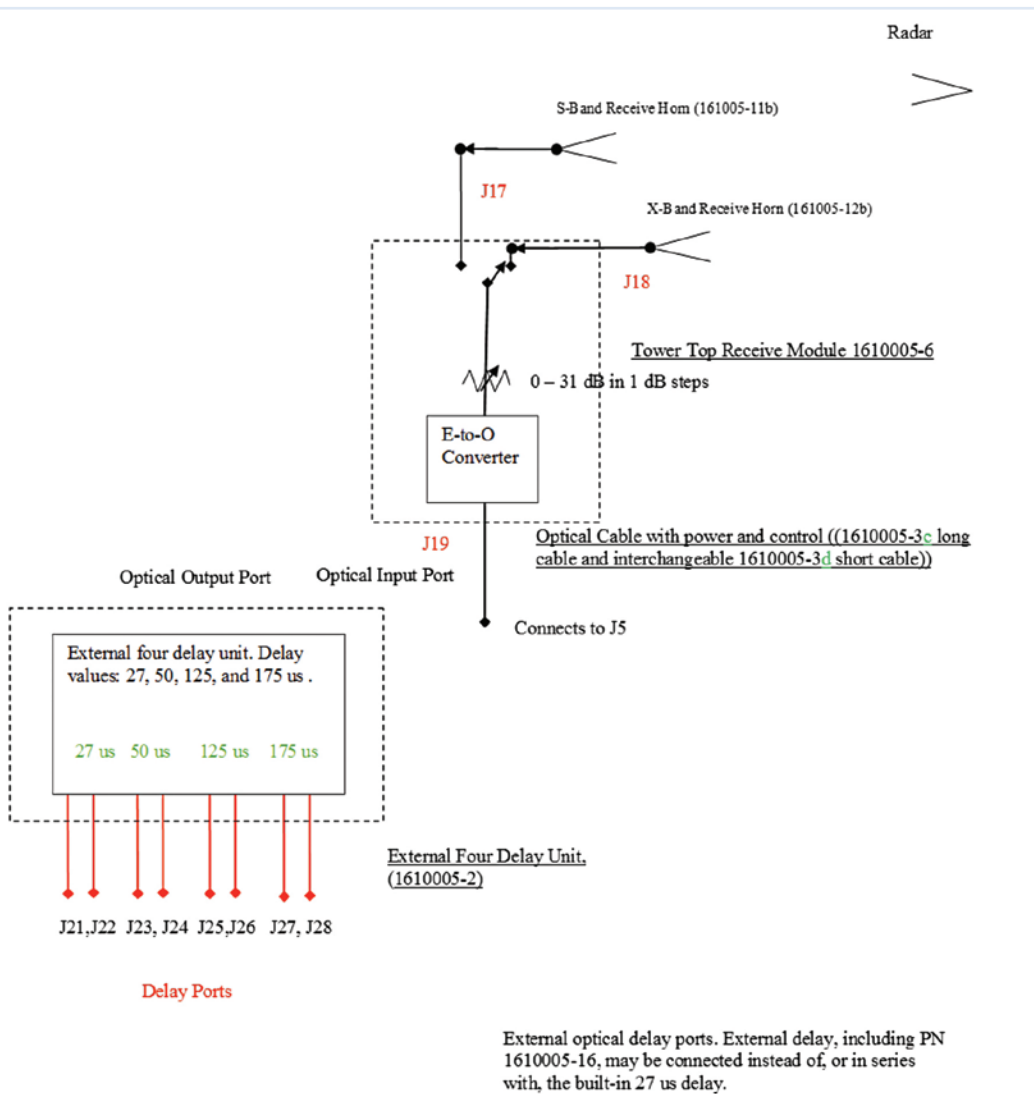 Radar
S-Band Receive Horn (161005-11b)
J17
X-Band Receive Horn (161005-12b)
J18
Tower Top Receive Module 1610005-6
0 – 31 dB in 1 dB steps
E-to-O
Converter
J19
Optical Cable with power and control ((1610005-3c long
cable and interchangeable 1610005-3d short cable))
Optical Output Port
Optical Input Port
Connects to J5
External four delay unit. Delay
values: 27, 50, 125, and 175 us .
27 us 50 us 125 us 175 us
External Four Delay Unit,
(1610005-2)
J21,J22 J23, J24 J25,J26 J27, J28
Delay Ports
External optical delay ports. External delay, including PN
1610005-16, may be connected instead of, or in series
with, the built-in 27 us delay.